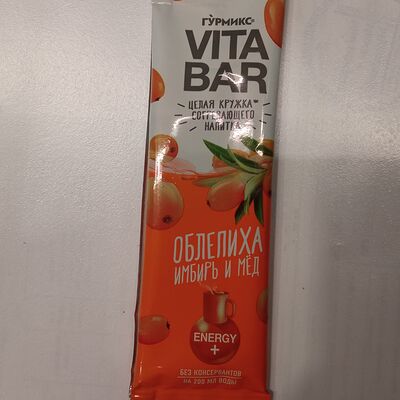 ГУРМИКС®
VITA
BAR
ЦЕЛАЯ КРУЖКА
СОГРЕВАЮЩЕГО
НАПИТКА
ОБЛЕПИХА
ИМБИРЬ И МЁД
ENERGY
+
БЕЗ КОНСЕРВАНТОВ
НА 200 МЛ ВОДЫ